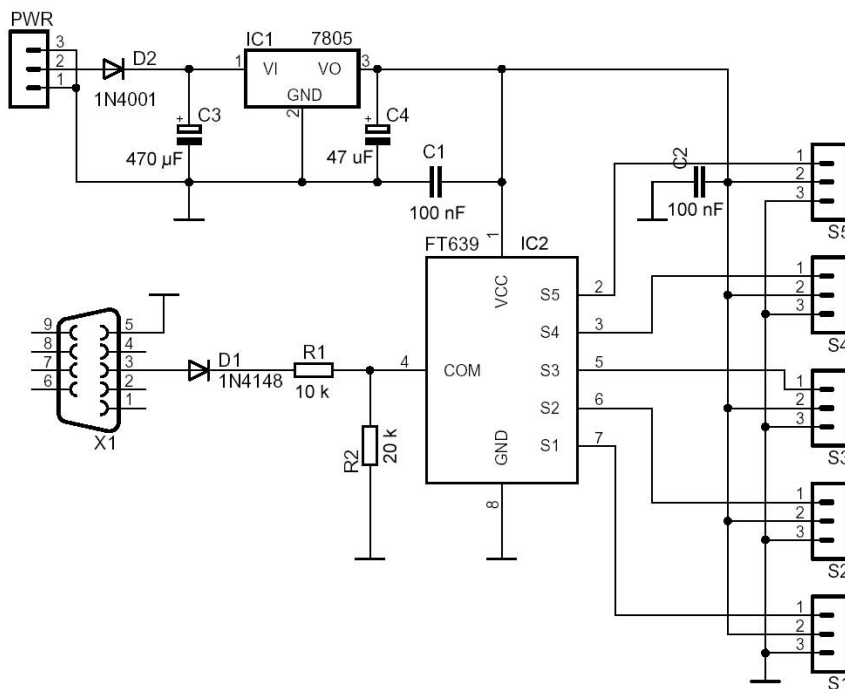 PWR
3
2
1
D2
1N4001
IC1 7805
1 VI VO 3
GND
2
+ C3
470 µF
+ C4
47 uF
C1
100 nF
C2
100 nF
FT639 IC2
1
VCC
S5 2
S4 3
4 COM S3 5
S2 6
S1 7
GND
8
9 5
8 4
7 3
6 2
1
X1
D1
1N4148
R1
10 k
R2
20 k
1
2
3
S5
1
2
3
S4
1
2
3
S3
1
2
3
S2
1
2
3
S1